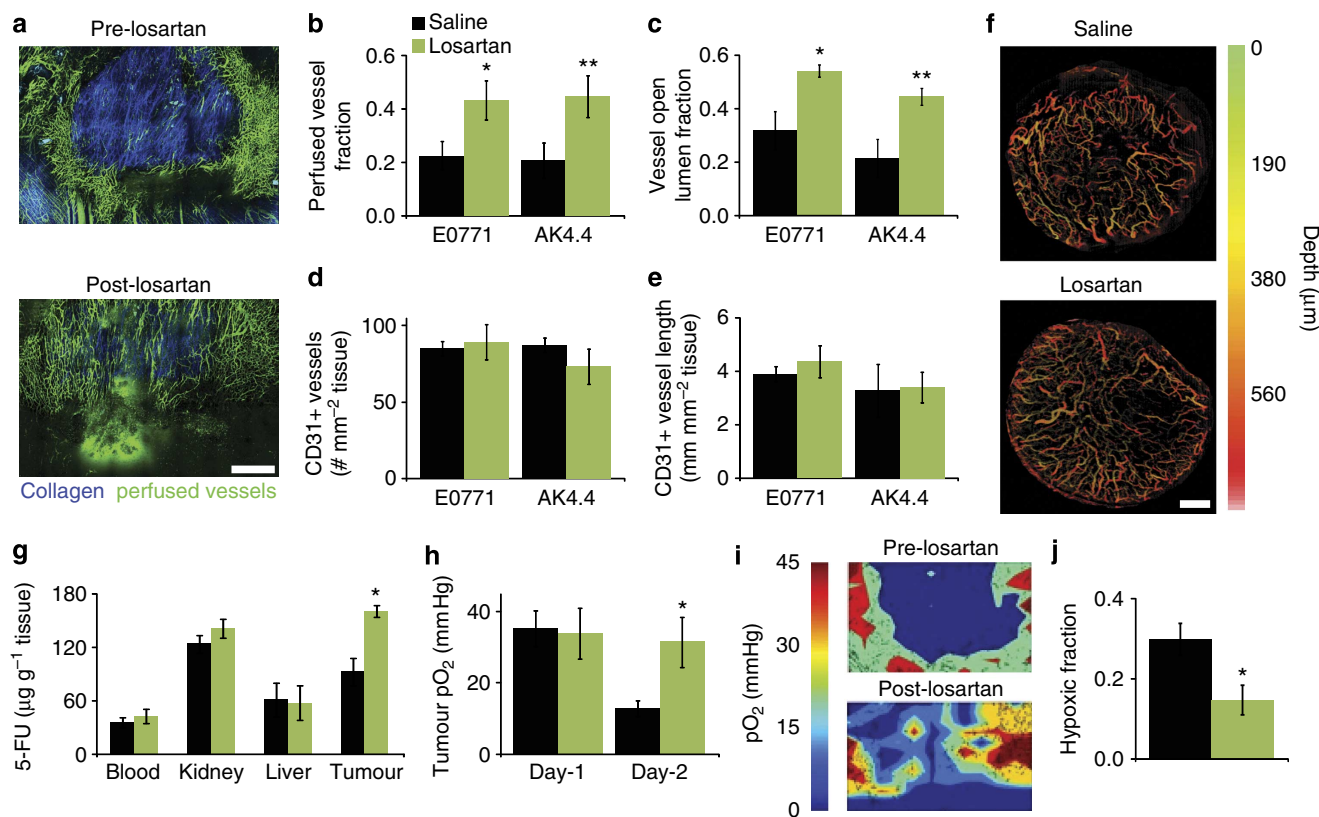 a
Pre-losartan
Post-losartan
Collagen perfused vessels
b
Saline
Losartan
Perfused vessel
fraction
0.6
0.4
0.2
0.0
*
**
E0771
AK4.4
c
Vessel open
lumen fraction
0.6
0.4
0.2
0.0
*
**
E0771
AK4.4
d
CD31+ vessels
(# mm−2 tissue)
100
50
0
E0771
AK4.4
e
CD31+ vessel length
(mm mm−2 tissue)
6
4
2
0
E0771
AK4.4
f
Saline
Losartan
0
190
380
560
Depth (μm)
g
5-FU (μg g−1 tissue)
180
120
60
0
*
Blood
Kidney
Liver
Tumour
h
Tumour pO2 (mmHg)
40
20
0
*
Day-1
Day-2
i
Pre-losartan
Post-losartan
pO2 (mmHg)
45
30
15
0
j
Hypoxic fraction
0.4
0.2
0.0
*